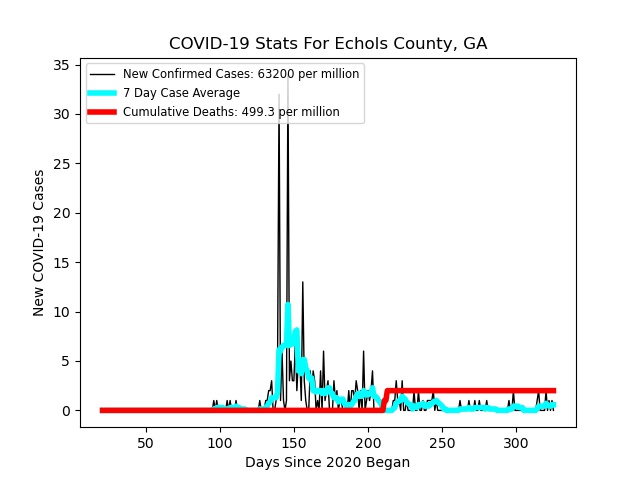 COVID-19 Stats For Echols County, GA
New Confirmed Cases: 63200 per million
7 Day Case Average
Cumulative Deaths: 499.3 per million
New COVID-19 Cases
35
30
25
20
15
10
5
0
50 100 150 200 250 300
Days Since 2020 Began